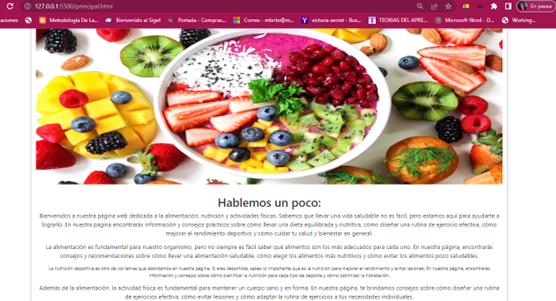 127.0.0.1:5500/principal.html
En pausa
aciones
Metodología De La...
Bienvenido al Sigef
Portada - Compras...
Correo - mbrito@m...
victoria secret - Bus...
TEORIAS DEL APRE...
Microsoft Word - D...
Working...
Hablemos un poco:
Bienvenidos a nuestra página web dedicada a la alimentación, nutrición y actividades físicas. Sabemos que llevar una vida saludable no es fácil, pero estamos aquí para ayudarte a
lograrlo. En nuestra página encontrarás información y consejos prácticos sobre cómo llevar una dieta equilibrada y nutritiva, cómo diseñar una rutina de ejercicio efectiva, cómo
mejorar el rendimiento deportivo y cómo cuidar tu salud y bienestar en general.
La alimentación es fundamental para nuestro organismo, pero no siempre es fácil saber qué alimentos son los más adecuados para cada uno. En nuestra página, encontrarás
consejos y recomendaciones sobre cómo llevar una alimentación saludable, cómo elegir los alimentos más nutritivos y cómo evitar los alimentos poco saludables.
La nutrición deportiva es otro de los temas que abordamos en nuestra página. Si eres deportista, sabes lo importante que es la nutrición para mejorar el rendimiento y evitar lesiones. En nuestra página, encontrarás
información y consejos sobre cómo planificar tu nutrición para cada tipo de deporte y cómo optimizar la hidratación.
Además de la alimentación, la actividad física es fundamental para mantener un cuerpo sano y en forma. En nuestra página, te brindamos consejos sobre cómo diseñar una rutina
de ejercicios efectiva, cómo evitar lesiones y cómo adaptar la rutina de ejercicios a tus necesidades individuales.